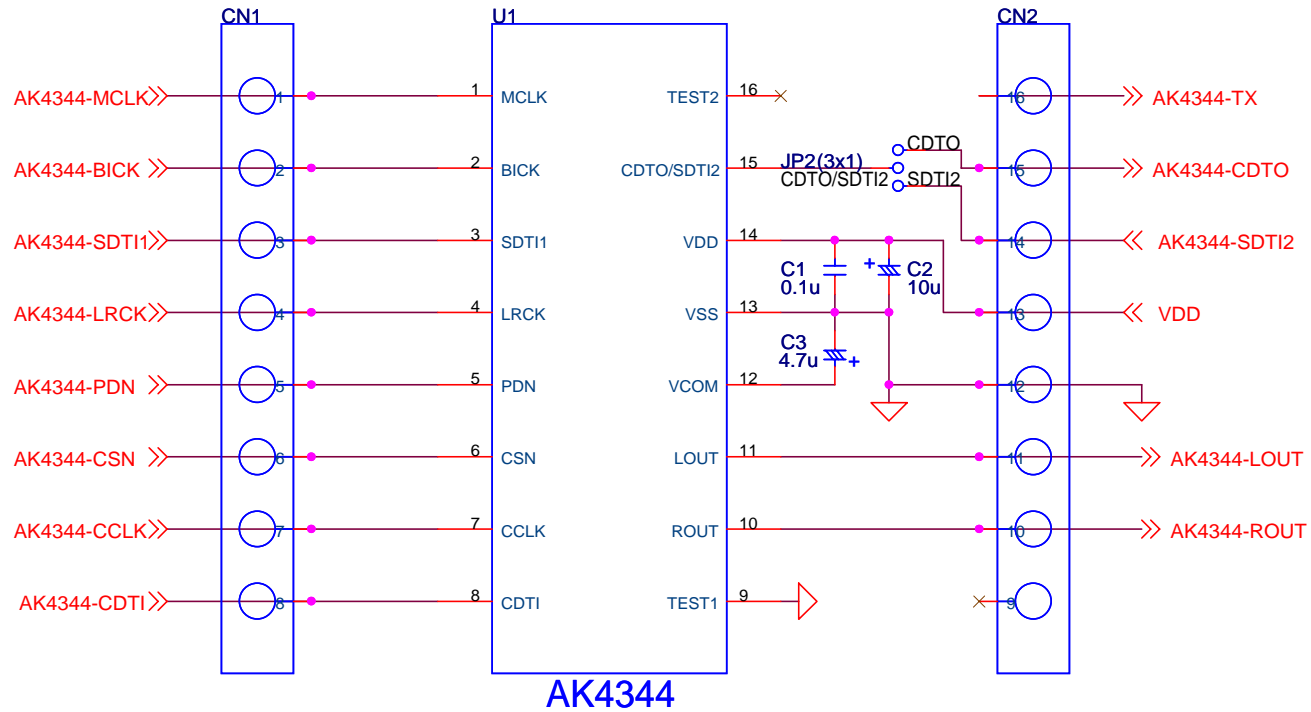 CN1
U1
CN2
AK4344-MCLK 1 1 MCLK TEST2 16 16 AK4344-TX
CDTO
AK4344-BICK 2 2 BICK CDTO/SDTI2 15 JP2(3x1) 15 AK4344-CDTO
CDTO/SDTI2 SDTI2
AK4344-SDTI1 3 3 SDTI1 VDD 14 14 AK4344-SDTI2
C1 0.1u
+ C2 10u
AK4344-LRCK 4 4 LRCK VSS 13 13 VDD
C3 4.7u +
AK4344-PDN 5 5 PDN VCOM 12 12
AK4344-CSN 6 6 CSN LOUT 11 11 AK4344-LOUT
AK4344-CCLK 7 7 CCLK ROUT 10 10 AK4344-ROUT
AK4344-CDTI 8 8 CDTI TEST1 9 9
AK4344